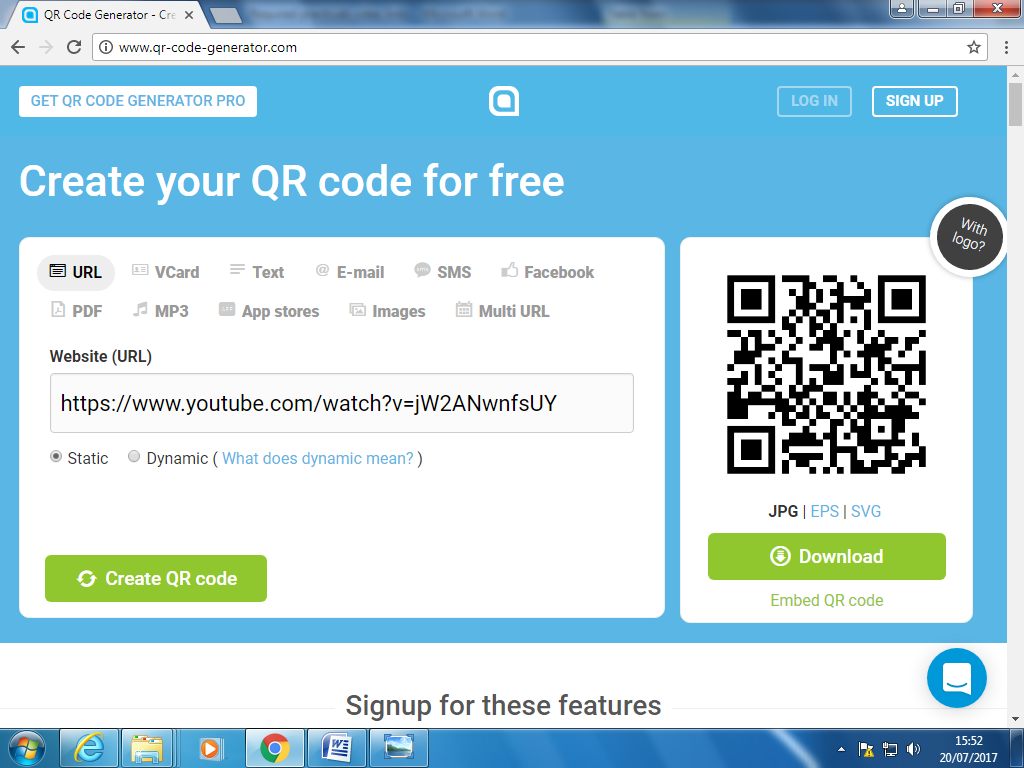 QR Code Generator - Cre
www.qr-code-generator.com
GET QR CODE GENERATOR PRO
LOG IN
SIGN UP
Create your QR code for free
With
logo?
URL VCard Text E-mail SMS Facebook
PDF MP3 App stores Images Multi URL
Website (URL)
https://www.youtube.com/watch?v=jW2ANwnfsUY
Static Dynamic ( What does dynamic mean? )
Create QR code
JPG | EPS | SVG
Download
Embed QR code
Signup for these features
15:52
20/07/2017